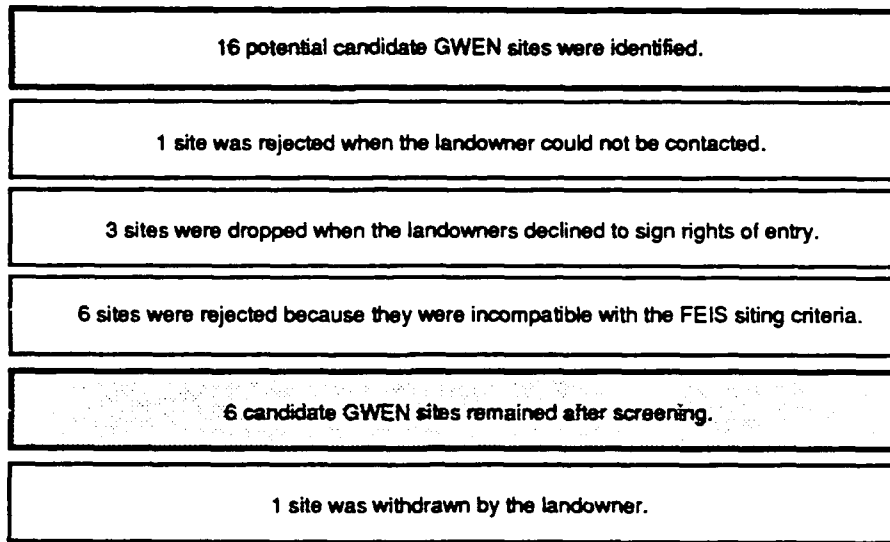 16 potential candidate GWEN sites were identified.
1 site was rejected when the landowner could not be contacted.
3 sites were dropped when the landowners declined to sign rights of entry.
6 sites were rejected because they were incompatible with the FEIS siting criteria.
6 candidate GWEN sites remained after screening.
1 site was withdrawn by the landowner.